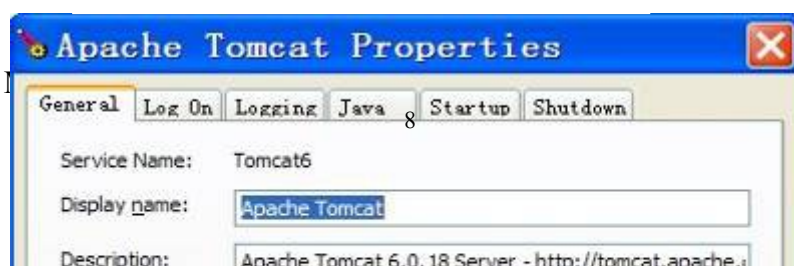 Apache Tomcat Properties
General Log On Logging Java Startup Shutdown
8
Service Name: Tomcat6
Display name: Apache Tomcat
Description: Apache Tomcat 6.0.18 Server - http://tomcat.apache.